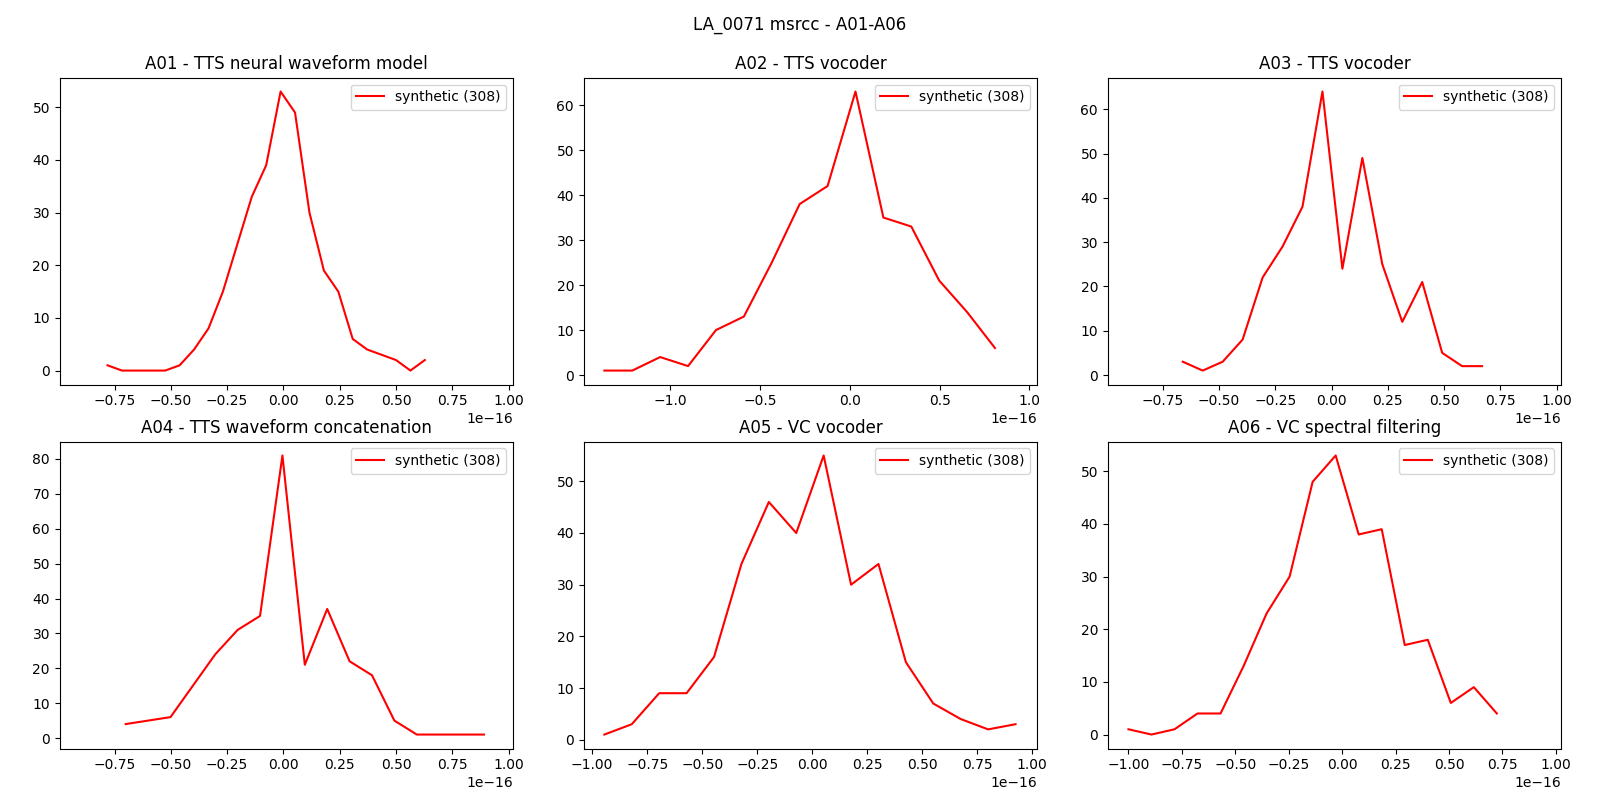 LA_0071 msrcc - A01-A06
A01 - TTS neural waveform model
synthetic (308)
50
40
30
20
10
0
−0.75 −0.50 −0.25 0.00 0.25 0.50 0.75 1.00
1e−16
A02 - TTS vocoder
synthetic (308)
60
50
40
30
20
10
0
−1.0 −0.5 0.0 0.5 1.0
1e−16
A03 - TTS vocoder
synthetic (308)
60
50
40
30
20
10
0
−0.75 −0.50 −0.25 0.00 0.25 0.50 0.75 1.00
1e−16
A04 - TTS waveform concatenation
synthetic (308)
80
70
60
50
40
30
20
10
0
−0.75 −0.50 −0.25 0.00 0.25 0.50 0.75 1.00
1e−16
A05 - VC vocoder
synthetic (308)
50
40
30
20
10
0
−1.00 −0.75 −0.50 −0.25 0.00 0.25 0.50 0.75 1.00
1e−16
A06 - VC spectral filtering
synthetic (308)
50
40
30
20
10
0
−1.00 −0.75 −0.50 −0.25 0.00 0.25 0.50 0.75 1.00
1e−16